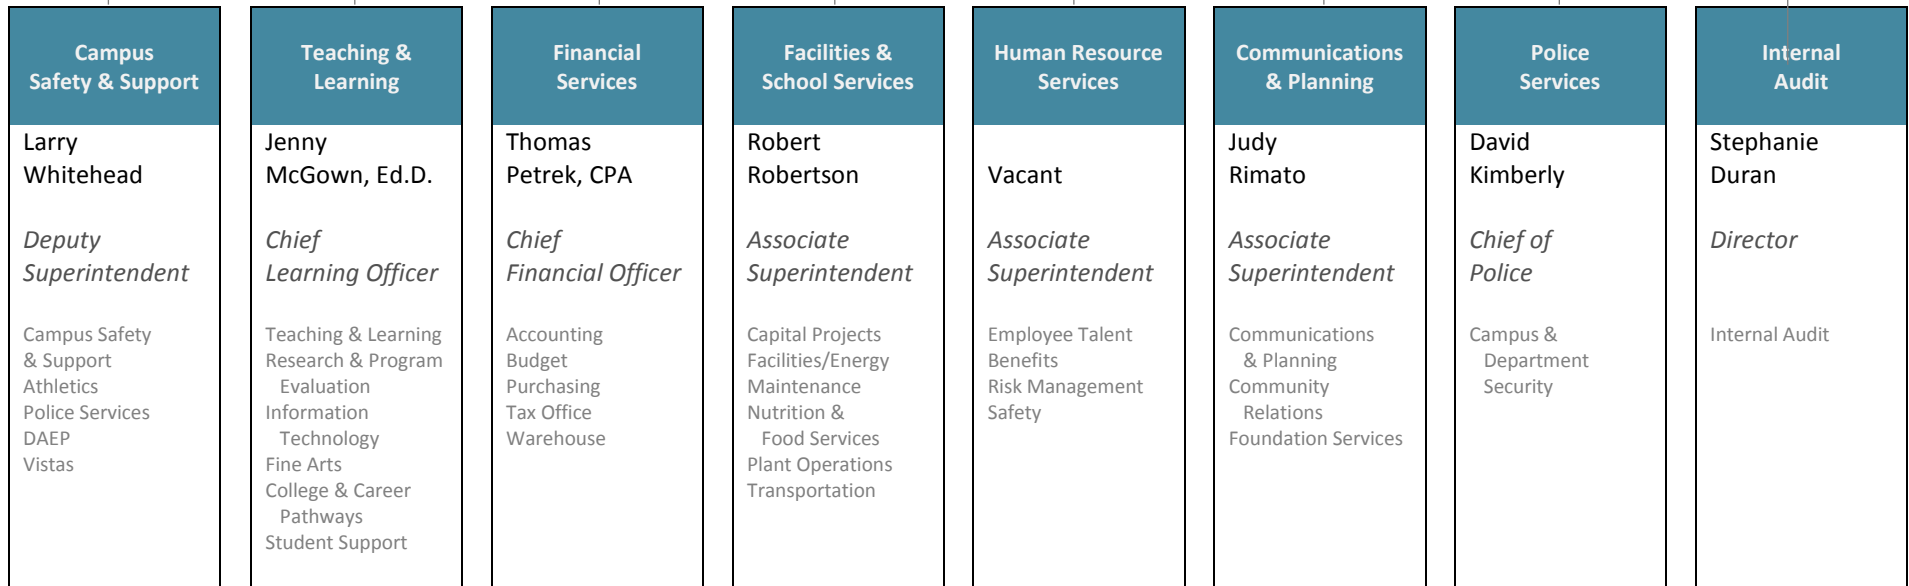 Campus
Safety & Support
Larry
Whitehead
Deputy
Superintendent
Campus Safety
& Support
Athletics
Police Services
DAEP
Vistas
Teaching &
Learning
Jenny
McGown, Ed.D.
Chief
Learning Officer
Teaching & Learning
Research & Program
Evaluation
Information
Technology
Fine Arts
College & Career
Pathways
Student Support
Financial
Services
Thomas
Petrek, CPA
Chief
Financial Officer
Accounting
Budget
Purchasing
Tax Office
Warehouse
Facilities &
School Services
Robert
Robertson
Associate
Superintendent
Capital Projects
Facilities/Energy
Maintenance
Nutrition &
Food Services
Plant Operations
Transportation
Human Resource
Services
Vacant
Associate
Superintendent
Employee Talent
Benefits
Risk Management
Safety
Communications
& Planning
Judy
Rimato
Associate
Superintendent
Communications
& Planning
Community
Relations
Foundation Services
Police
Services
David
Kimberly
Chief of
Police
Campus &
Department
Security
Internal
Audit
Stephanie
Duran
Director
Internal Audit